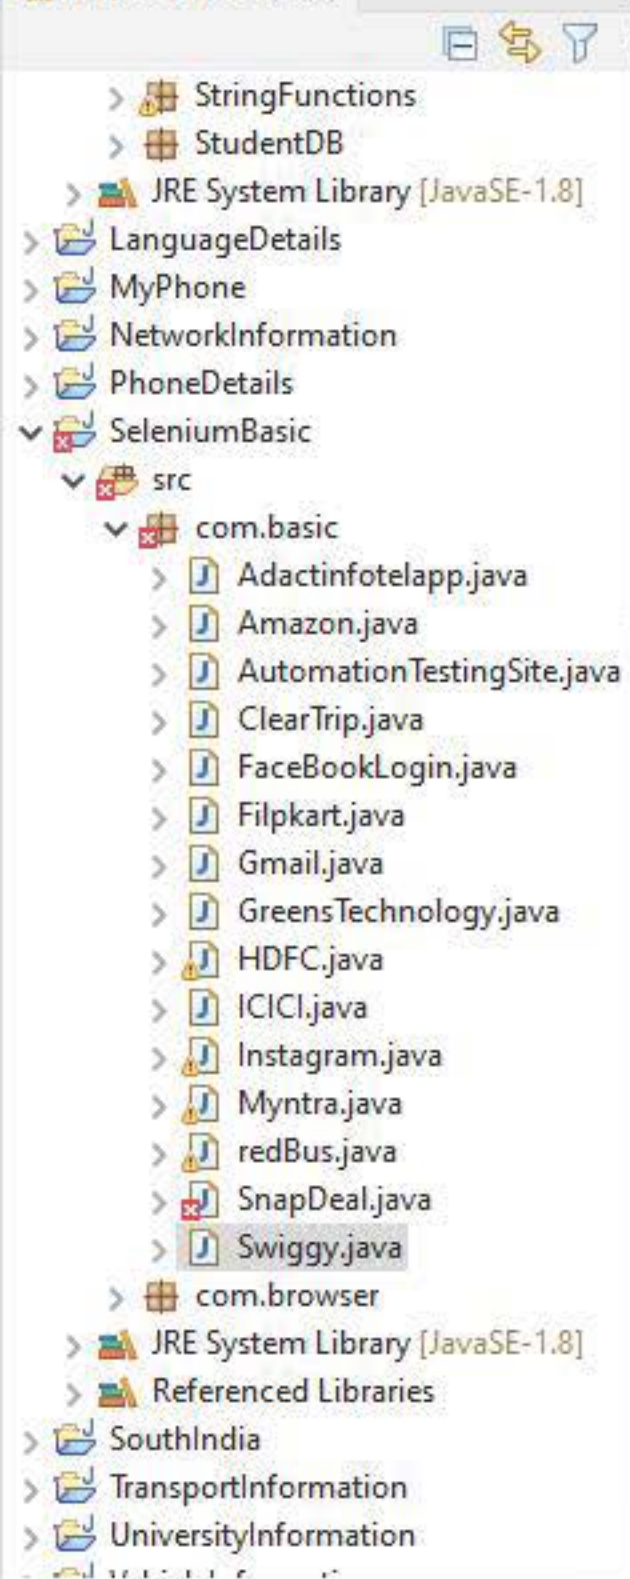 StringFunctions
StudentDB
JRE System Library [JavaSE-1.8]
LanguageDetails
MyPhone
NetworkInformation
PhoneDetails
SeleniumBasic
src
com.basic
Adactinfotelapp.java
Amazon.java
AutomationTestingSite.java
ClearTrip.java
FaceBookLogin.java
Filpkart.java
Gmail.java
GreensTechnology.java
HDFC.java
ICICI.java
Instagram.java
Myntra.java
redBus.java
SnapDeal.java
Swiggy.java
com.browser
JRE System Library [JavaSE-1.8]
Referenced Libraries
SouthIndia
TransportInformation
UniversityInformation